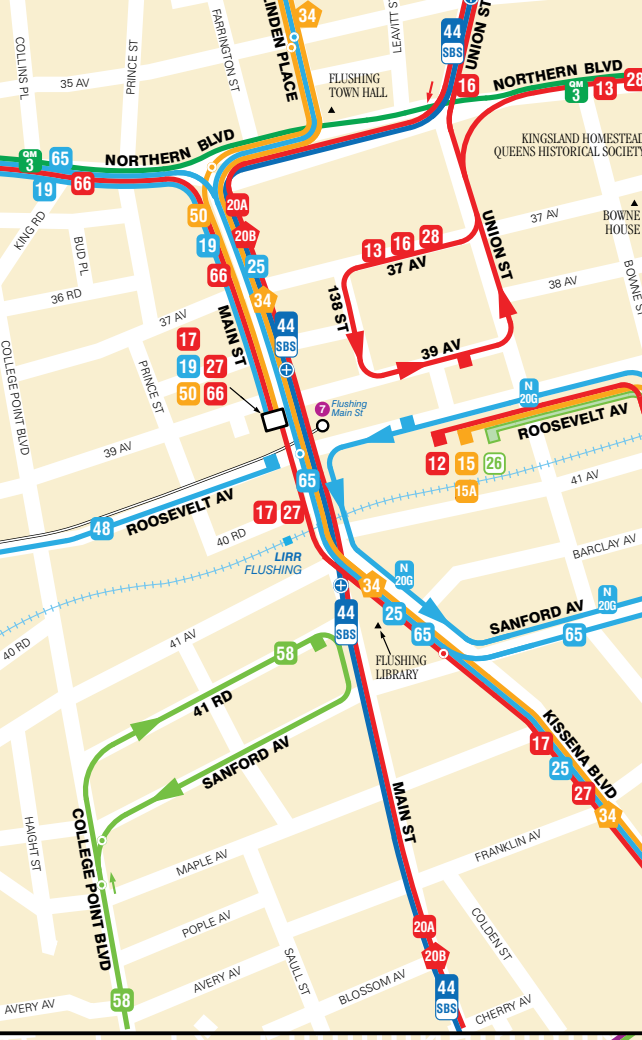 34
LINDEN PLACE
44
SBS
UNION ST
LEAVITT S
COLLINS PL
PRINCE ST
FARRINGTON ST
35 AV
FLUSHING
TOWN HALL
16
NORTHERN BLVD
QM
3
13
28
KINGSLAND HOMESTEAD
QUEENS HISTORICAL SOCIETY
NORTHERN BLVD
QM
3
65
19
66
KING RD
BUD PL
50
19
66
20A
20B
25
34
44
SBS
13
16
28
37 AV
UNION ST
37 AV
BOWNE
HOUSE
BOWNE S
38 AV
36 RD
37 AV
138 ST
39 AV
MAIN ST
17
19
27
50
66
PRINCE ST
COLLEGE POINT BLVD
7
Flushing
Main St
N
20G
ROOSEVELT AV
12
15
26
15A
39 AV
41 AV
65
48
ROOSEVELT AV
17
27
40 RD
LIRR
FLUSHING
BARCLAY AV
N
20G
34
25
65
N
20G
SANFORD AV
65
44
SBS
40 RD
41 AV
58
FLUSHING
LIBRARY
41 RD
SANFORD AV
KISSENA BLVD
17
25
27
34
MAIN ST
COLLEGE POINT BLVD
HAIGHT ST
MAPLE AV
FRANKLIN AV
POPLE AV
COLDEN ST
20A
20B
44
SBS
SAULL ST
AVERY AV
BLOSSOM AV
CHERRY AV
AVERY AV
58